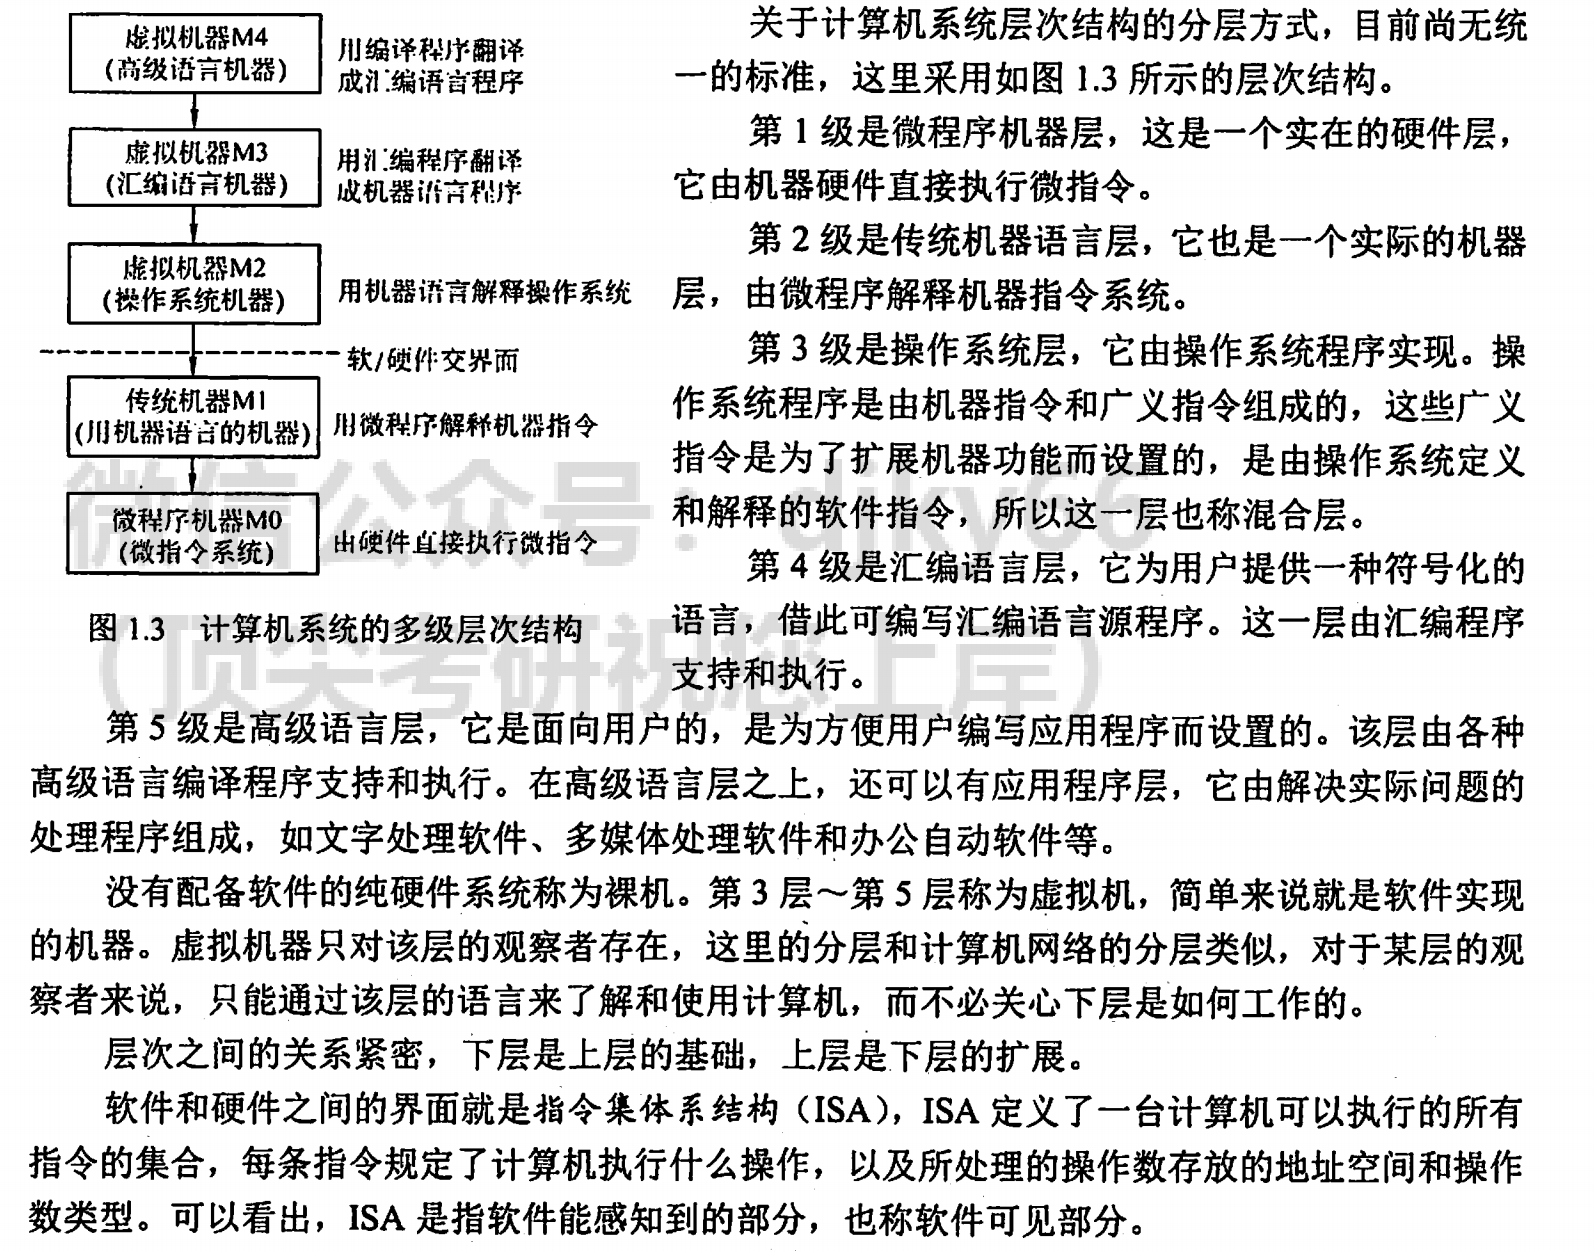 虚拟机器M4
(高级语言机器)
用编译程序翻译
成汇编语言程序
虚拟机器M3
(汇编语言机器)
用汇编程序翻译
成机器语言程序
虚拟机器M2
(操作系统机器)
用机器语言解释操作系统
软/硬件交界面
传统机器M1
(用机器语言的机器)
用微程序解释机器指令
微程序机器M0
(微指令系统)
由硬件直接执行微指令
图 1.3 计算机系统的多级层次结构
关于计算机系统层次结构的分层方式，目前尚无统
一的标准，这里采用如图 1.3 所示的层次结构。
第 1 级是微程序机器层，这是一个实在的硬件层，
它由机器硬件直接执行微指令。
第 2 级是传统机器语言层，它也是一个实际的机器
层，由微程序解释机器指令系统。
第 3 级是操作系统层，它由操作系统程序实现。操
作系统程序是由机器指令和广义指令组成的，这些广义
指令是为了扩展机器功能而设置的，是由操作系统定义
和解释的软件指令，所以这一层也称混合层。
第 4 级是汇编语言层，它为用户提供一种符号化的
语言，借此可编写汇编语言源程序。这一层由汇编程序
支持和执行。
第 5 级是高级语言层，它是面向用户的，是为方便用户编写应用程序而设置的。该层由各种
高级语言编译程序支持和执行。在高级语言层之上，还可以有应用程序层，它由解决实际问题的
处理程序组成，如文字处理软件、多媒体处理软件和办公自动软件等。
没有配备软件的纯硬件系统称为裸机。第 3 层～第 5 层称为虚拟机，简单来说就是软件实现
的机器。虚拟机器只对该层的观察者存在，这里的分层和计算机网络的分层类似，对于某层的观
察者来说，只能通过该层的语言来了解和使用计算机，而不必关心下层是如何工作的。
层次之间的关系紧密，下层是上层的基础，上层是下层的扩展。
软件和硬件之间的界面就是指令集体系结构（ISA），ISA 定义了一台计算机可以执行的所有
指令的集合，每条指令规定了计算机执行什么操作，以及所处理的操作数存放的地址空间和操作
数类型。可以看出，ISA 是指软件能感知到的部分，也称软件可见部分。
微信公众号：djky66
（顶尖考研祝您上岸）